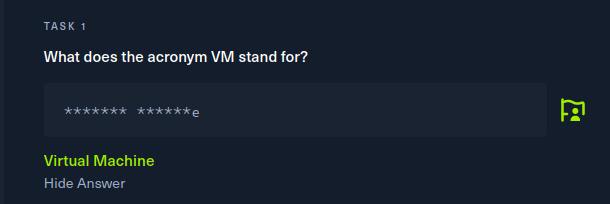 TASK 1
What does the acronym VM stand for?
******* ******e
Virtual Machine
Hide Answer